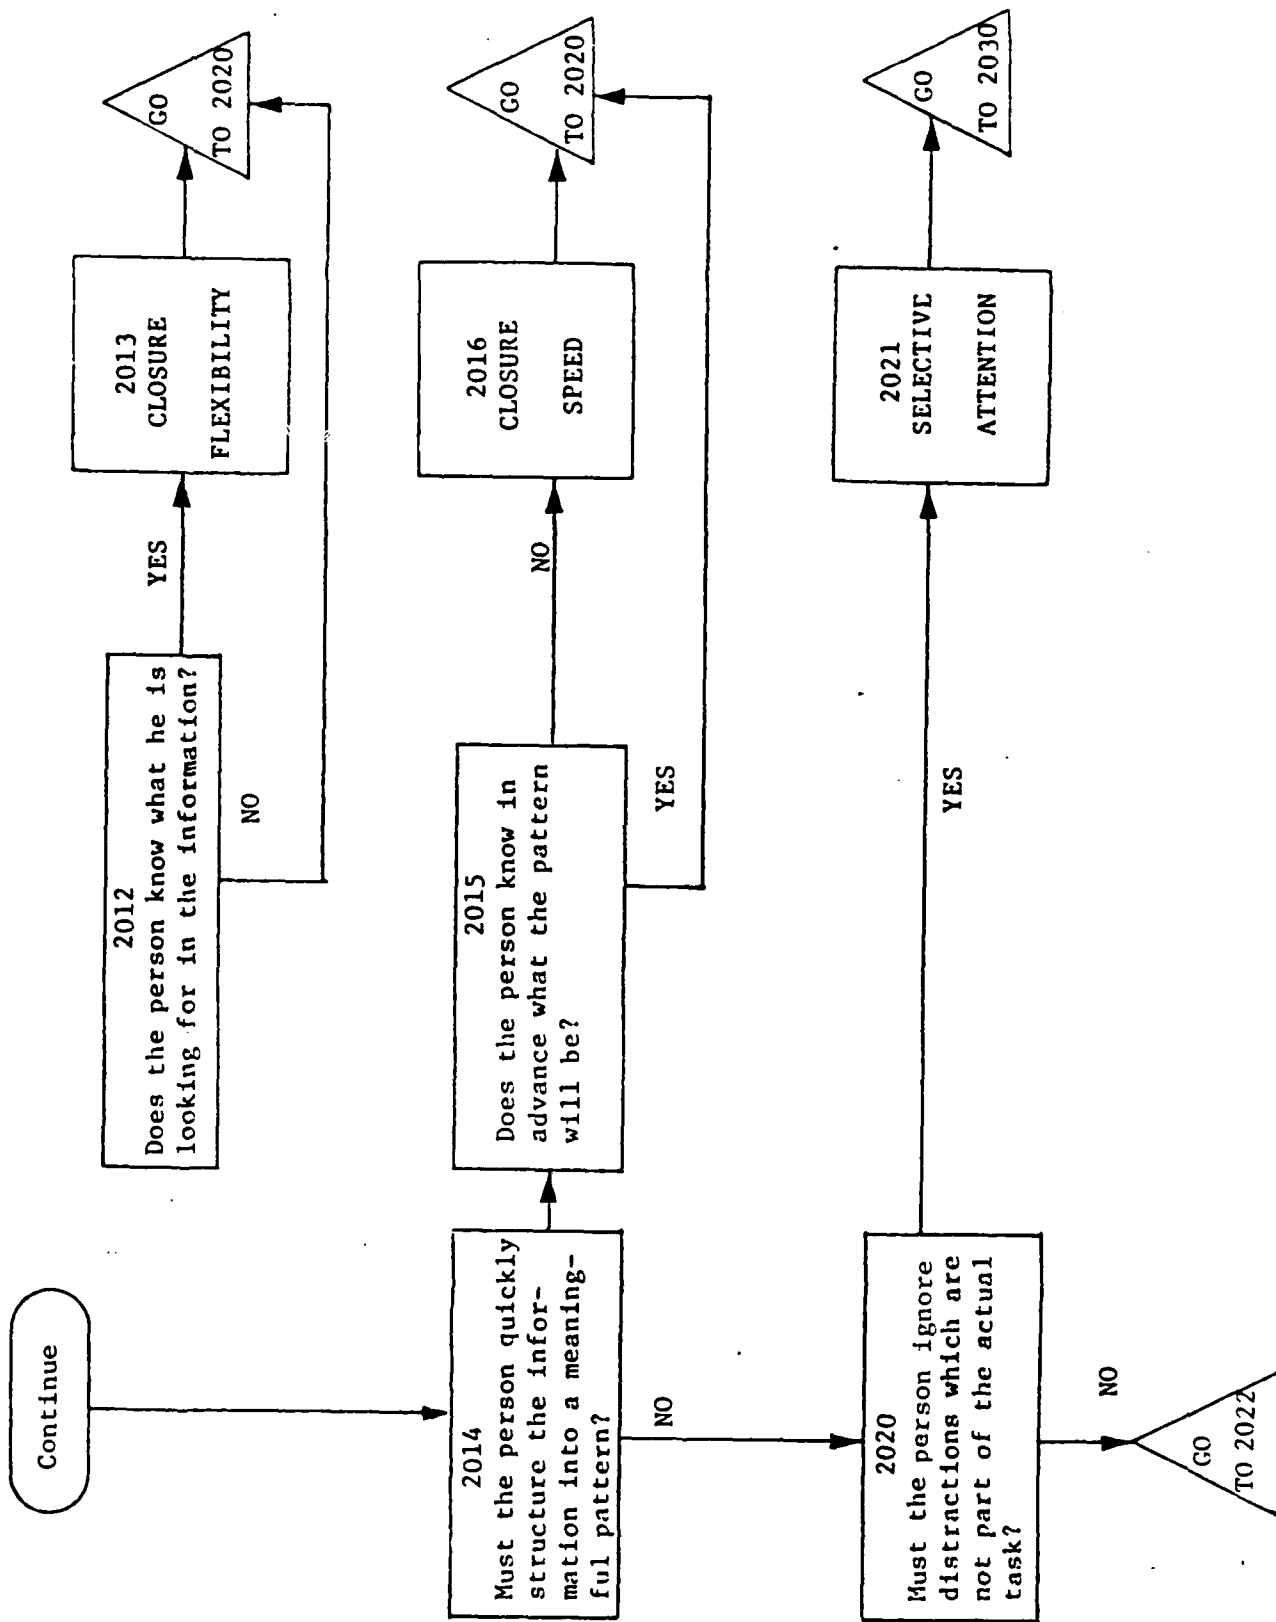 Continue
2012
Does the person know what he is
looking for in the information?
YES
NO
2013
CLOSURE
FLEXIBILITY
GO
TO 2020
2014
Must the person quickly
structure the infor-
mation into a meaning-
ful pattern?
NO
2015
Does the person know in
advance what the pattern
will be?
NO
YES
2016
CLOSURE
SPEED
GO
TO 2020
2020
Must the person ignore
distractions which are
not part of the actual
task?
YES
NO
2021
SELECTIVE
ATTENTION
GO
TO 2030
GO
TO 2022